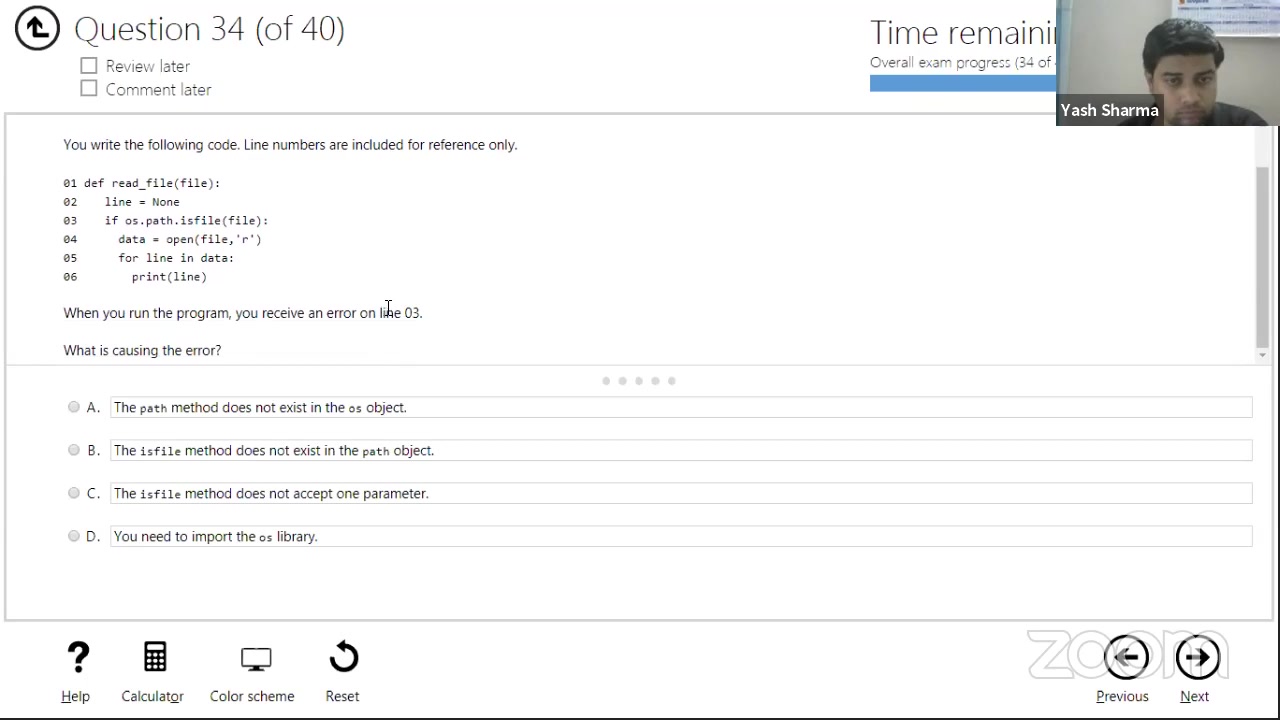 Question 34 (of 40)
Time remaini
Review later
Overall exam progress (34 of
Comment later
Yash Sharma
You write the following code. Line numbers are included for reference only.
01 def read_file(file):
02 line = None
03 if os.path.isfile(file):
04 data = open(file,'r')
05 for line in data:
06 print(line)
When you run the program, you receive an error on line 03.
What is causing the error?
A. The path method does not exist in the os object.
B. The isfile method does not exist in the path object.
C. The isfile method does not accept one parameter.
D. You need to import the os library.
zoom
Help
Calculator
Color scheme
Reset
Previous
Next